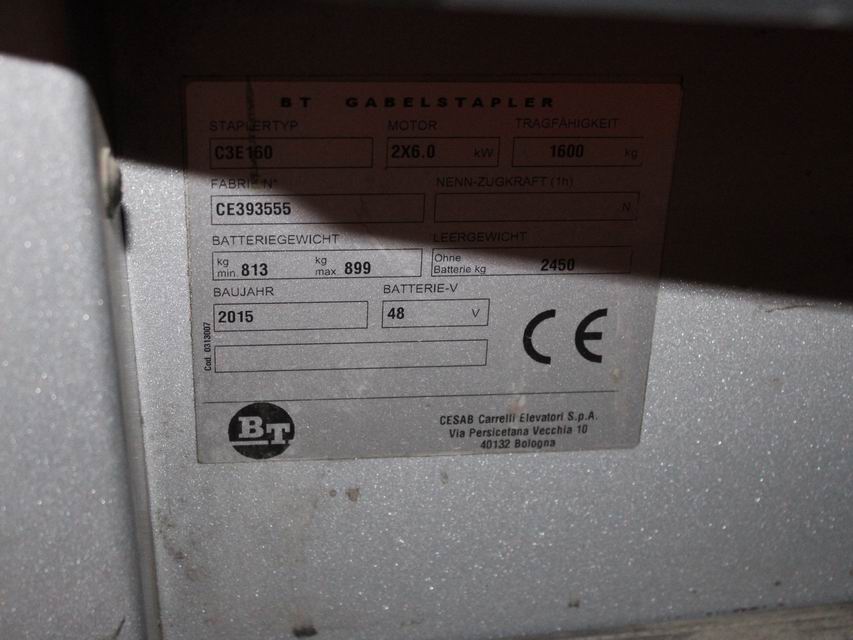 BT GABELSTAPLER
STAPLERTYP MOTOR TRAGFÄHIGKEIT
C3E160 2X6.0 kW 1600 kg
FABRIK N° NENN-ZUGKRAFT (1h)
CE393555 N
BATTERIEGEWICHT LEERGEWICHT
kg kg Ohne
min. 813 max 899 Batterie kg 2450
BAUJAHR BATTERIE-V
2015 48 V
Cod. 0313007
CE
BT
CESAB Carrelli Elevatori S.p.A.
Via Persicetana Vecchia 10
40132 Bologna